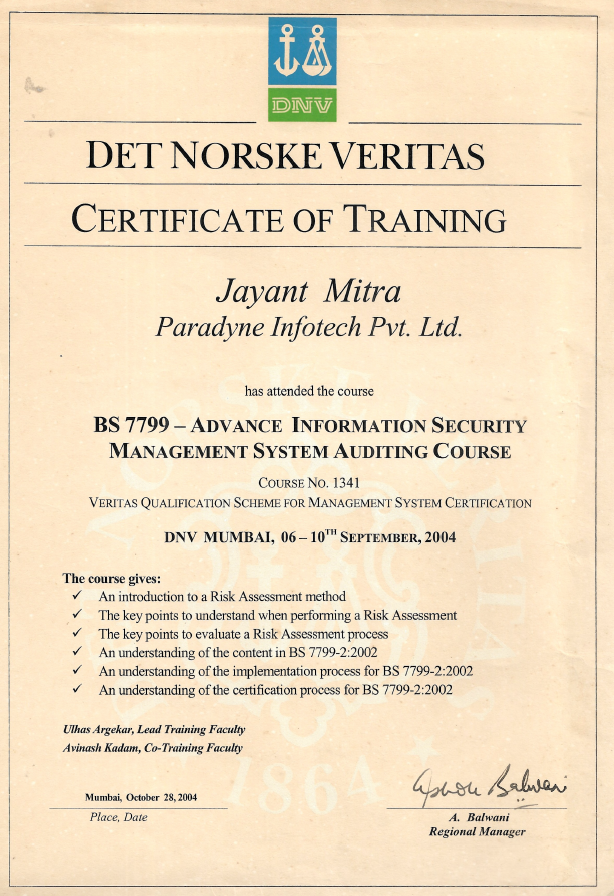 DNV
DET NORSKE VERITAS
CERTIFICATE OF TRAINING
Jayant Mitra
Paradyne Infotech Pvt. Ltd.
has attended the course
BS 7799 – ADVANCE INFORMATION SECURITY
MANAGEMENT SYSTEM AUDITING COURSE
COURSE NO. 1341
VERITAS QUALIFICATION SCHEME FOR MANAGEMENT SYSTEM CERTIFICATION
DNV MUMBAI, 06 – 10TH SEPTEMBER, 2004
The course gives:
✓ An introduction to a Risk Assessment method
✓ The key points to understand when performing a Risk Assessment
✓ The key points to evaluate a Risk Assessment process
✓ An understanding of the content in BS 7799-2:2002
✓ An understanding of the implementation process for BS 7799-2:2002
✓ An understanding of the certification process for BS 7799-2:2002
Ulhas Argekar, Lead Training Faculty
Avinash Kadam, Co-Training Faculty
1864
Ashok Balwani
Mumbai, October 28, 2004
Place, Date
A. Balwani
Regional Manager